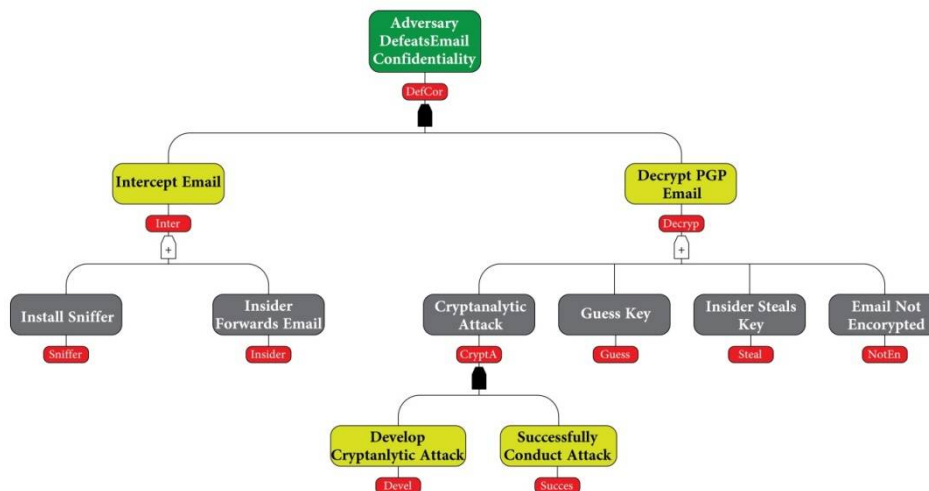 Adversary
DefeatsEmail
Confidentiality
DefCor
Intercept Email
Decrypt PGP
Email
Inter
Decryp
+
+
Install Sniffer
Insider
Forwards Email
Cryptanalytic
Attack
Guess Key
Insider Steals
Key
Email Not
Encorypted
Sniffer
Insider
CryptA
Guess
Steal
NotEn
Develop
Cryptanlytic Attack
Successfully
Conduct Attack
Devel
Succes